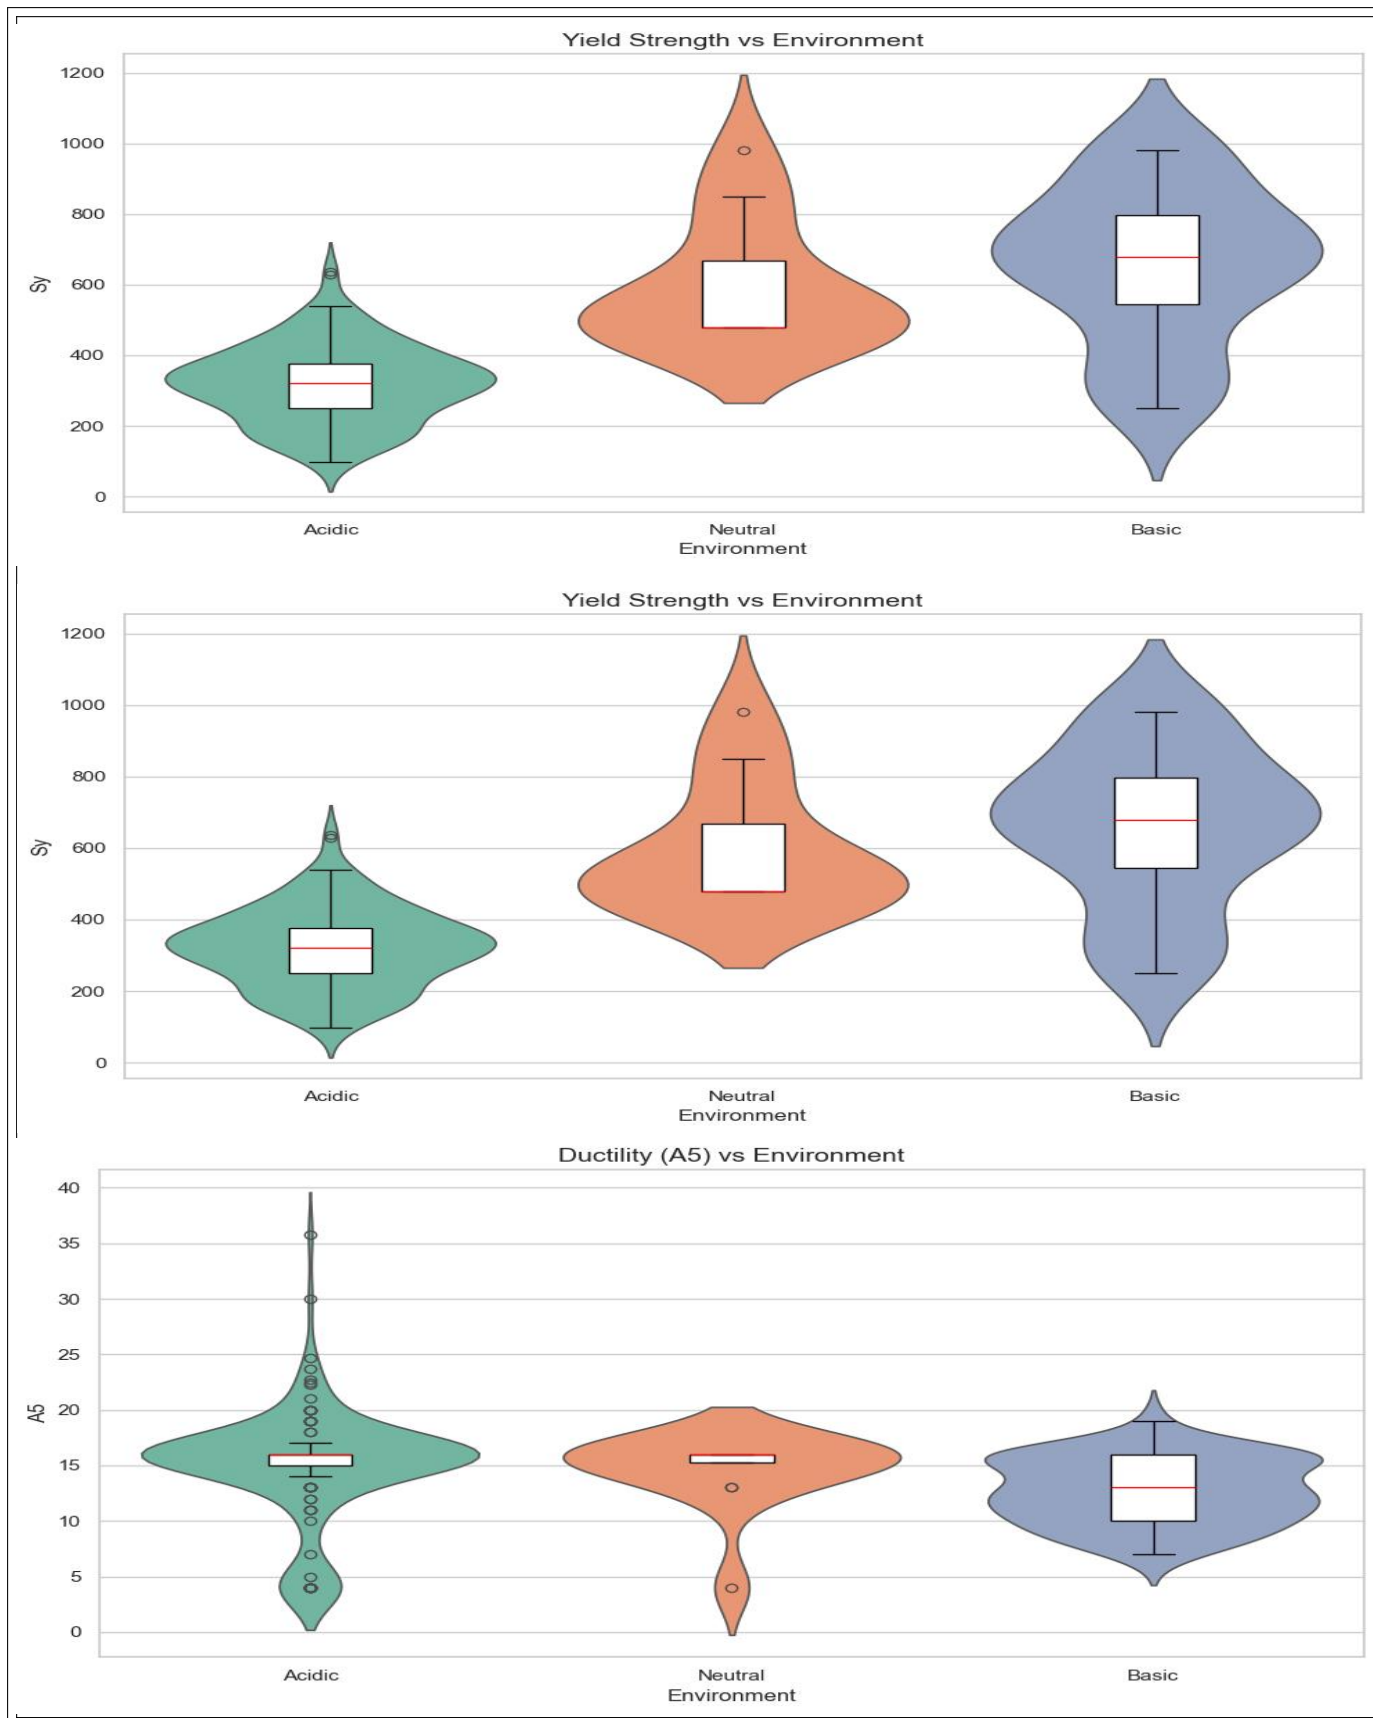 Yield Strength vs Environment
1200
1000
800
600
400
200
0
Sy
Acidic Neutral Basic
Environment
Yield Strength vs Environment
1200
1000
800
600
400
200
0
Sy
Acidic Neutral Basic
Environment
Ductility (A5) vs Environment
40
35
30
25
20
15
10
5
0
A5
Acidic Neutral Basic
Environment